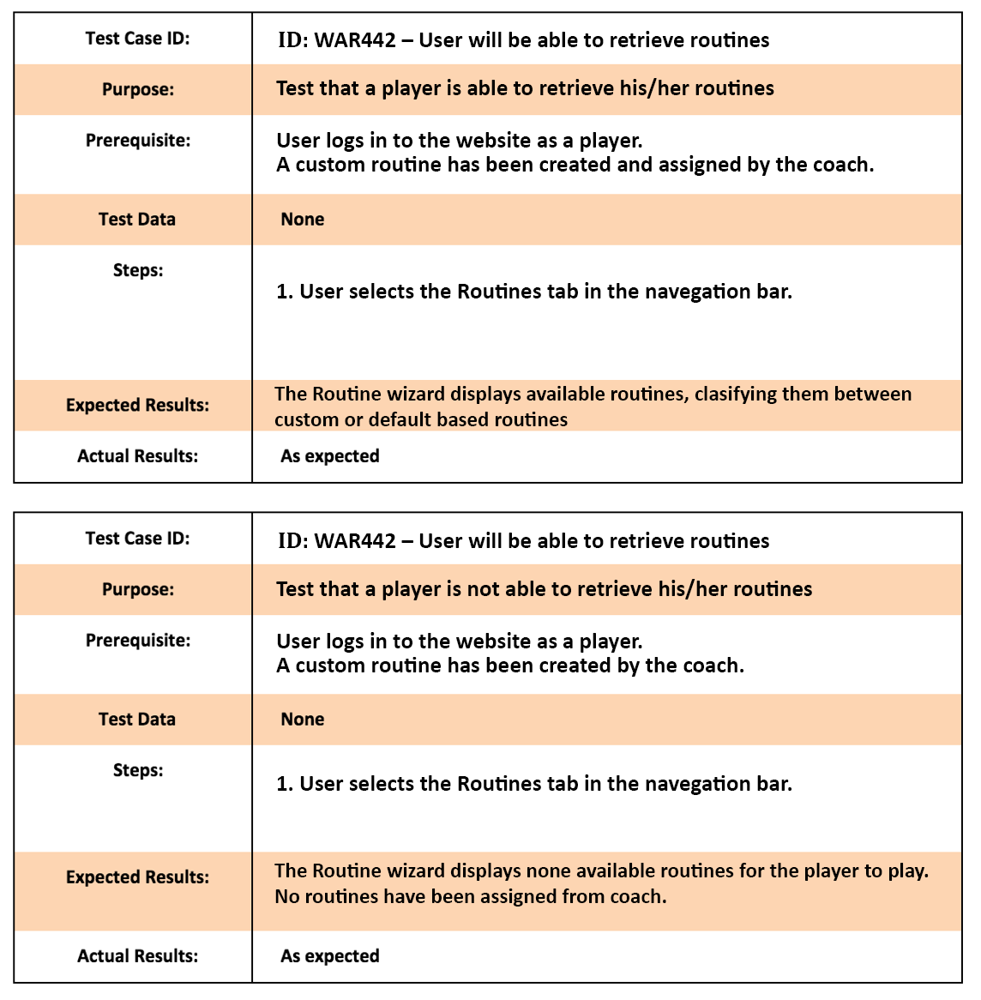 Test Case ID: ID: WAR442 – User will be able to retrieve routines
Purpose: Test that a player is able to retrieve his/her routines
Prerequisite: User logs in to the website as a player.
A custom routine has been created and assigned by the coach.
Test Data None
Steps:
1. User selects the Routines tab in the navegation bar.
Expected Results: The Routine wizard displays available routines, clasifying them between
custom or default based routines
Actual Results: As expected
Test Case ID: ID: WAR442 – User will be able to retrieve routines
Purpose: Test that a player is not able to retrieve his/her routines
Prerequisite: User logs in to the website as a player.
A custom routine has been created by the coach.
Test Data None
Steps:
1. User selects the Routines tab in the navegation bar.
Expected Results: The Routine wizard displays none available routines for the player to play.
No routines have been assigned from coach.
Actual Results: As expected